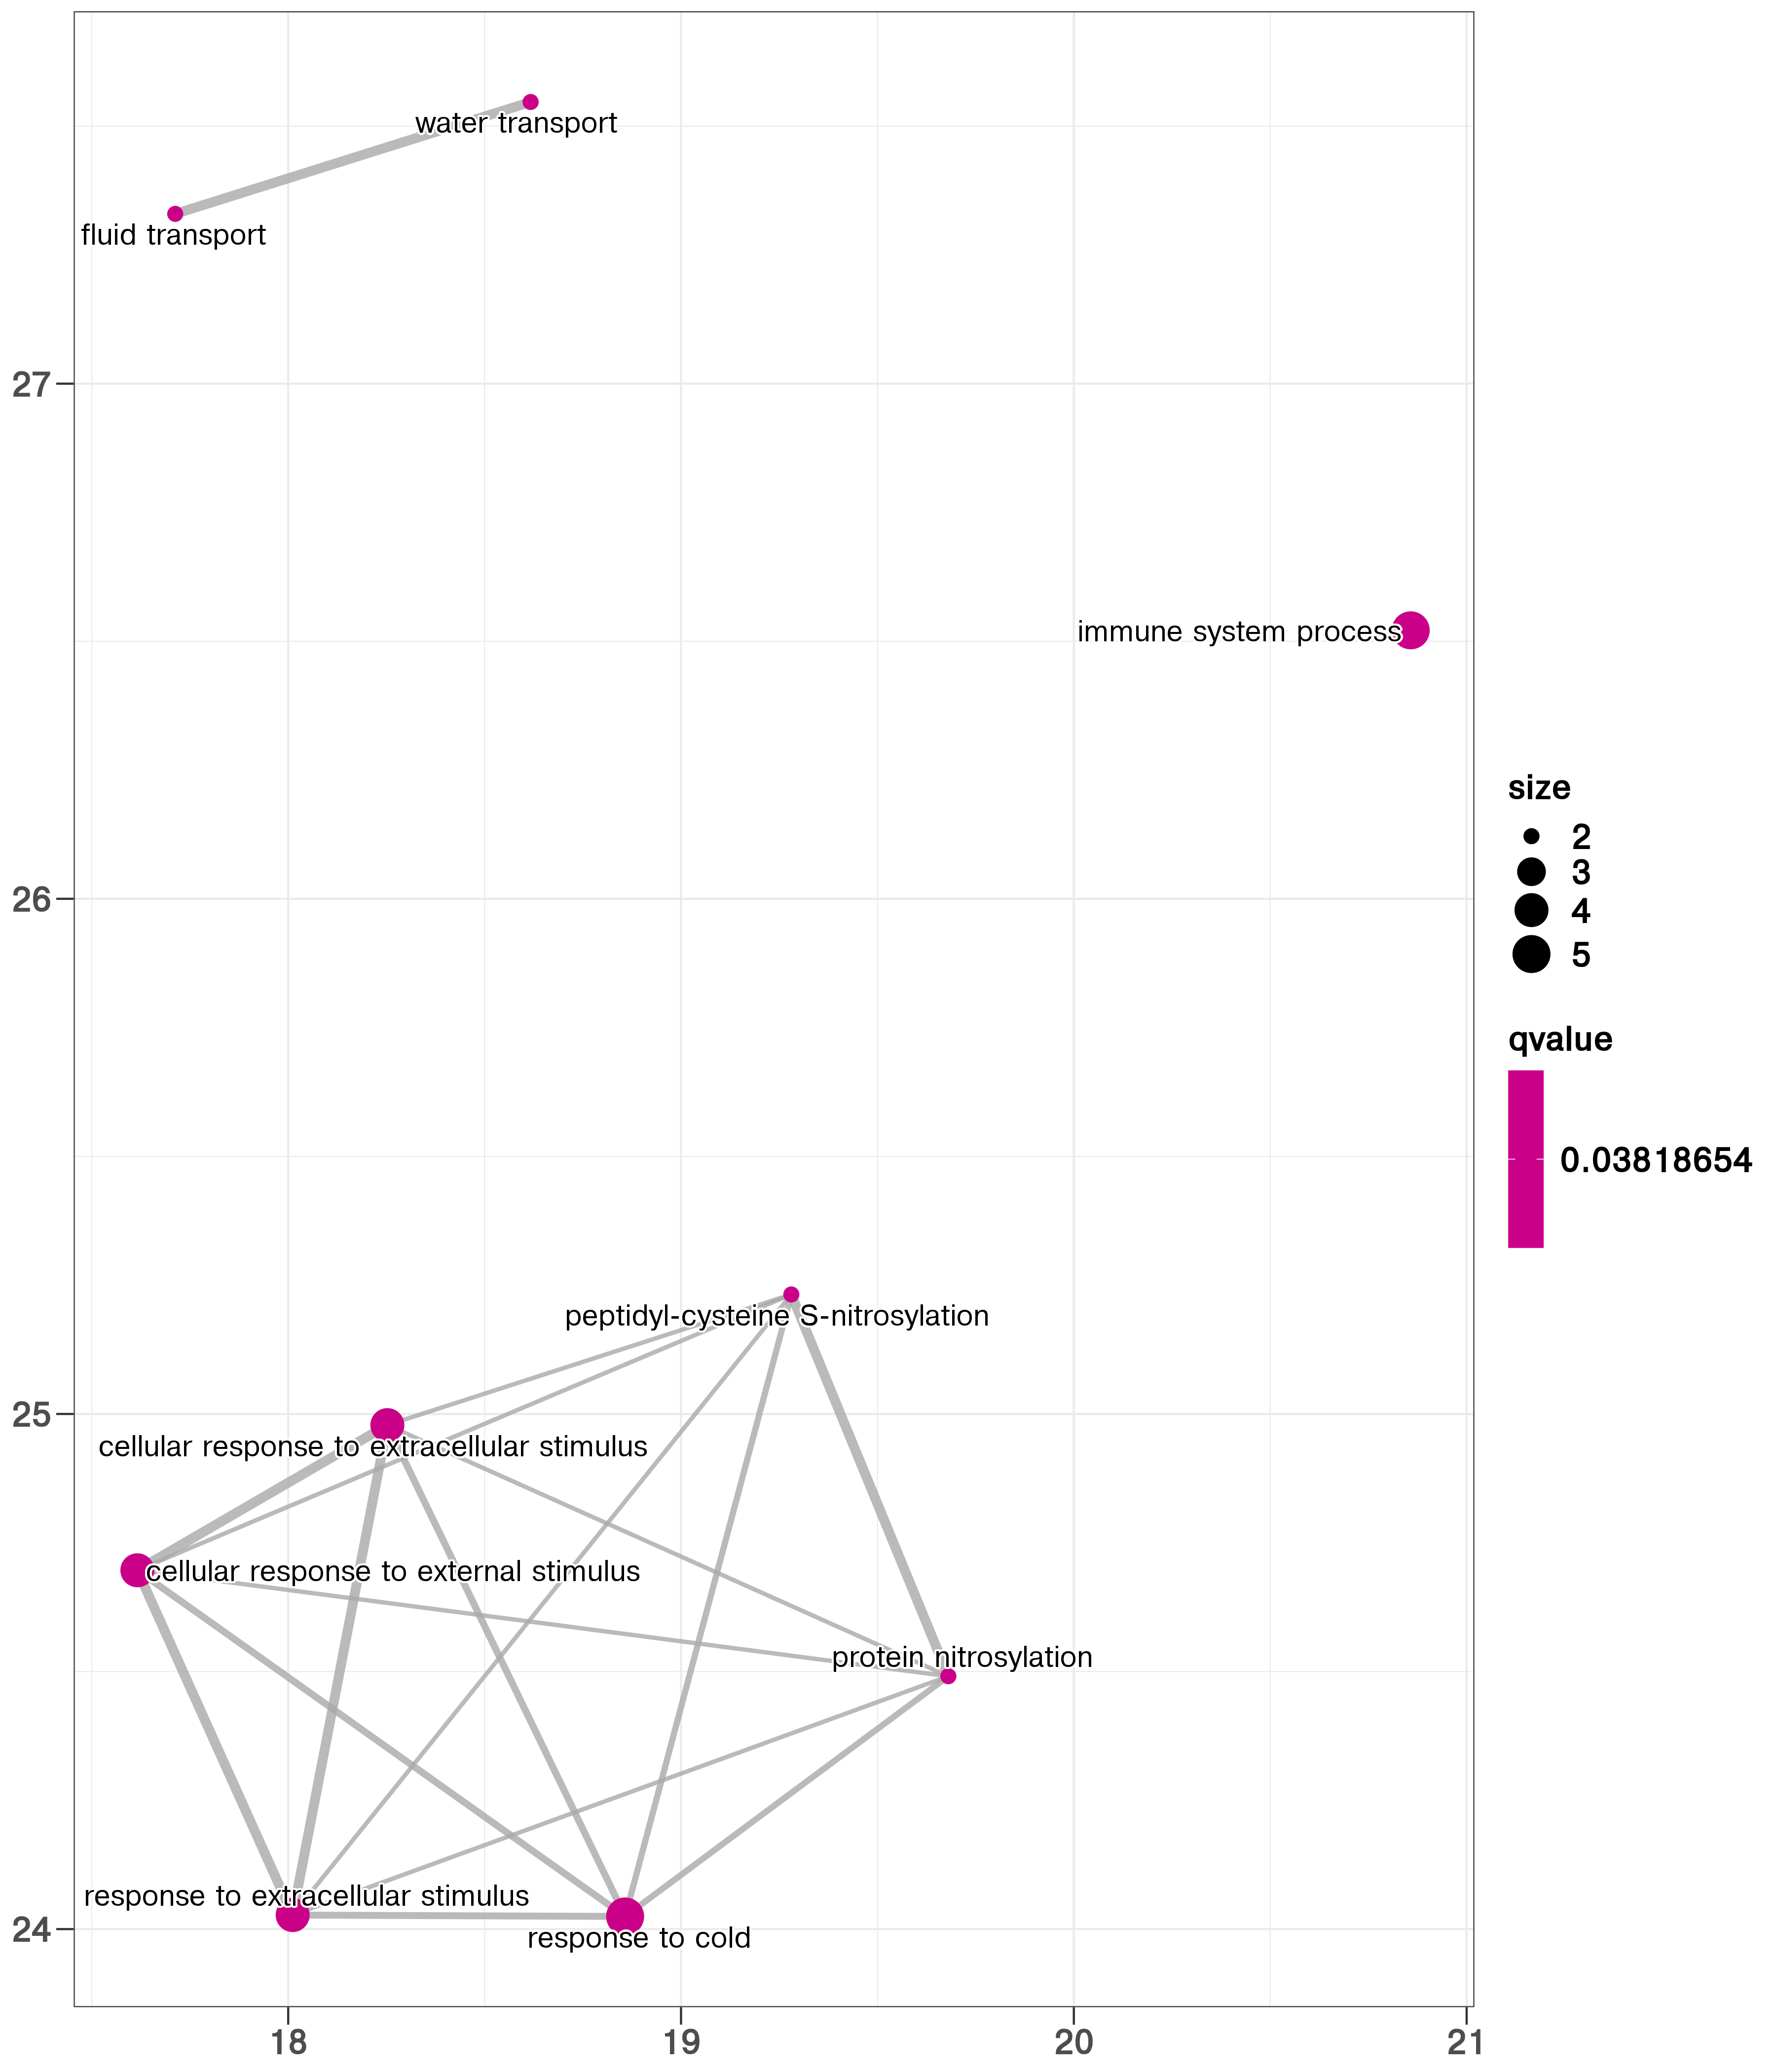 water transport
fluid transport
27
immune system process
size
2
3
26
4
5
qvalue
0.03818654
peptidyl-cysteine S-nitrosylation
25
cellular response to extracellular stimulus
cellular response to external stimulus
protein nitrosylation
response to extracellular stimulus
24
response to cold
18
19
20
21